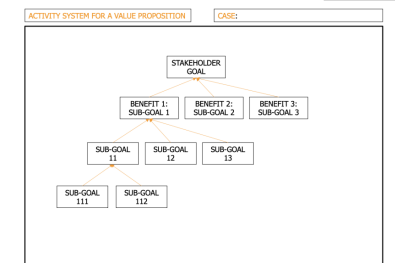 ACTIVITY SYSTEM FOR A VALUE PROPOSITION
CASE:
STAKEHOLDER
GOAL
BENEFIT 1:
SUB-GOAL 1
BENEFIT 2:
SUB-GOAL 2
BENEFIT 3:
SUB-GOAL 3
SUB-GOAL
11
SUB-GOAL
12
SUB-GOAL
13
SUB-GOAL
111
SUB-GOAL
112